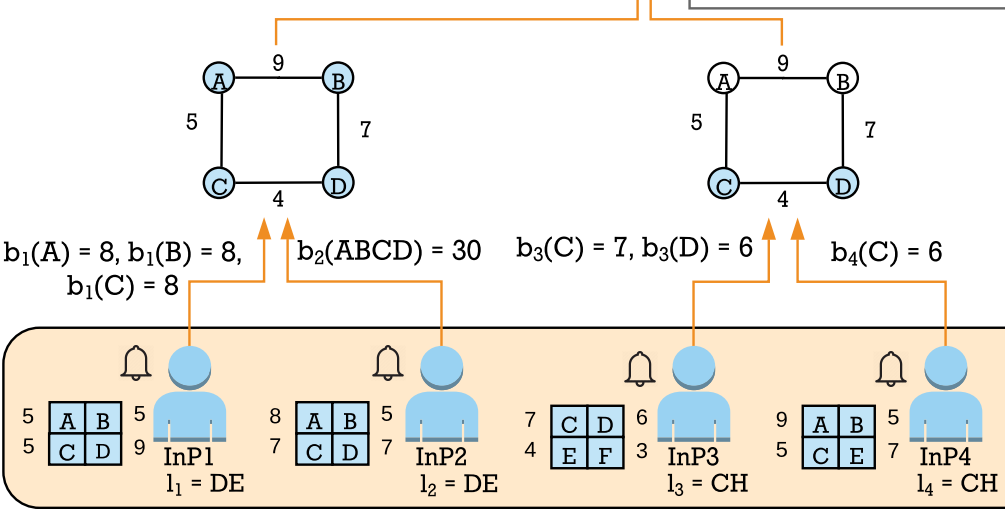 9 9
A B A B
5 7 5 7
C D C D
4 4
b₁(A) = 8, b₁(B) = 8, b₂(ABCD) = 30 b₃(C) = 7, b₃(D) = 6 b₄(C) = 6
b₁(C) = 8
5 A B 5 8 A B 5 7 C D 6 9 A B 5
5 C D 9 7 C D 7 4 E F 3 5 C E 7
InP1 InP2 InP3 InP4
l₁ = DE l₂ = DE l₃ = CH l₄ = CH